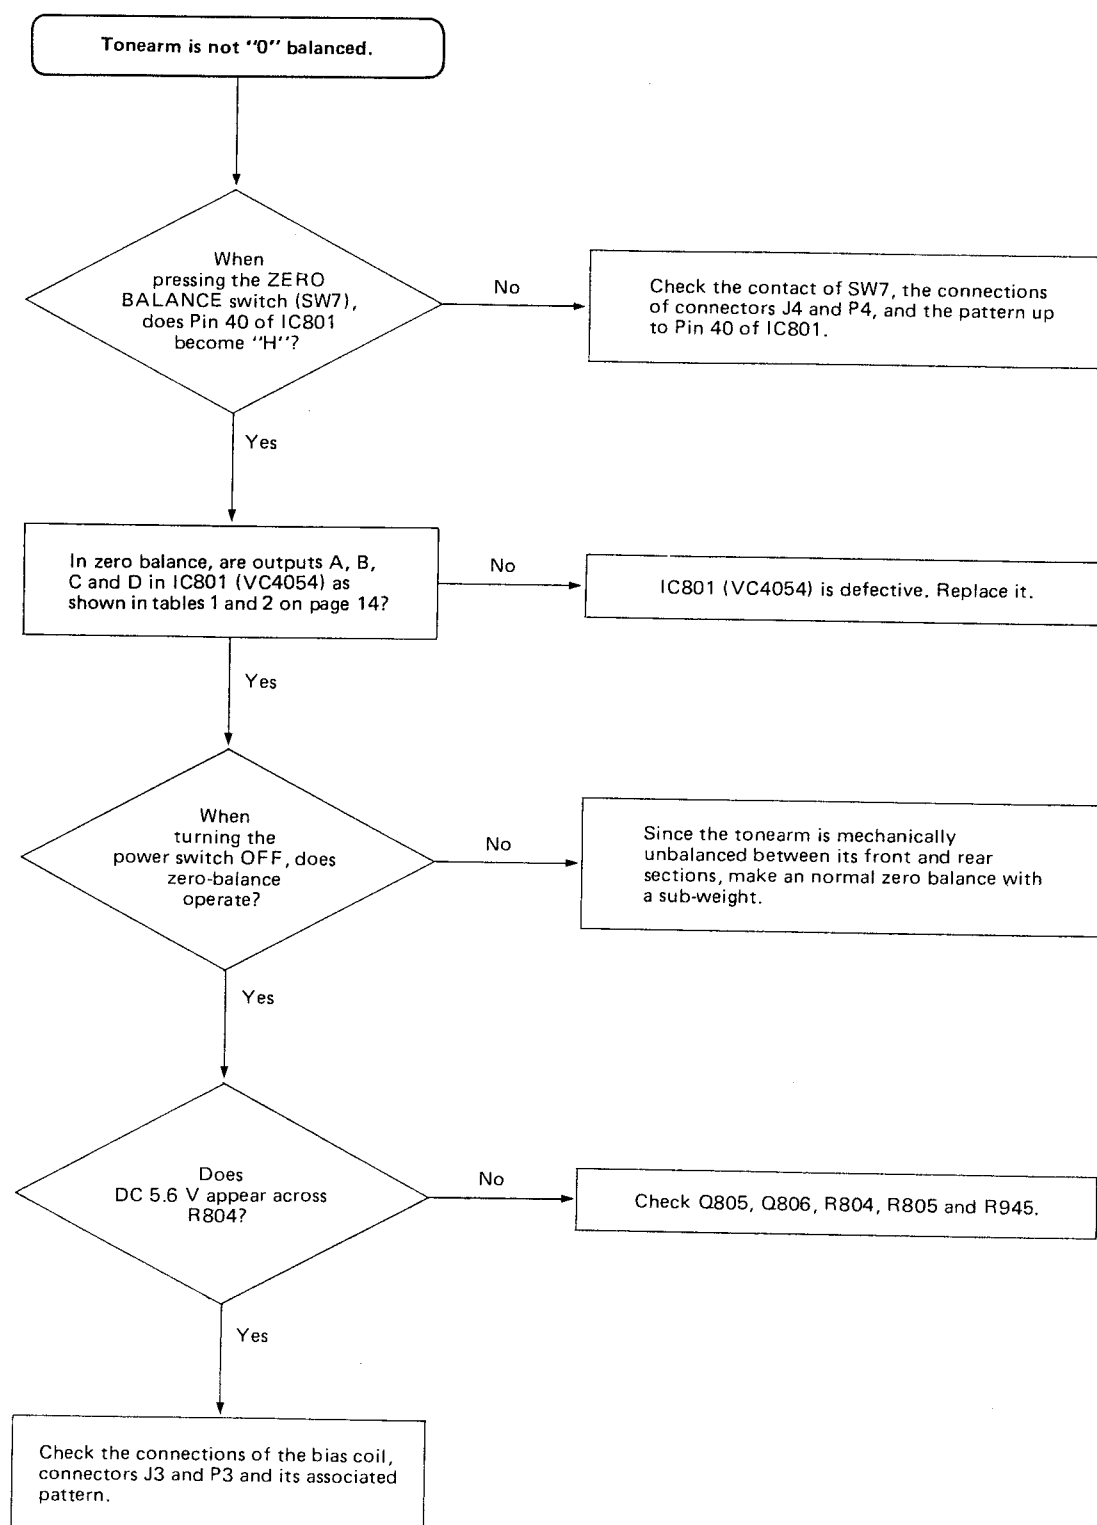 Tonearm is not "0" balanced.
When
pressing the ZERO
BALANCE switch (SW7),
does Pin 40 of IC801
become "H"?
No
Check the contact of SW7, the connections
of connectors J4 and P4, and the pattern up
to Pin 40 of IC801.
Yes
In zero balance, are outputs A, B,
C and D in IC801 (VC4054) as
shown in tables 1 and 2 on page 14?
No
IC801 (VC4054) is defective. Replace it.
Yes
When
turning the
power switch OFF, does
zero-balance
operate?
No
Since the tonearm is mechanically
unbalanced between its front and rear
sections, make an normal zero balance with
a sub-weight.
Yes
Does
DC 5.6 V appear across
R804?
No
Check Q805, Q806, R804, R805 and R945.
Yes
Check the connections of the bias coil,
connectors J3 and P3 and its associated
pattern.